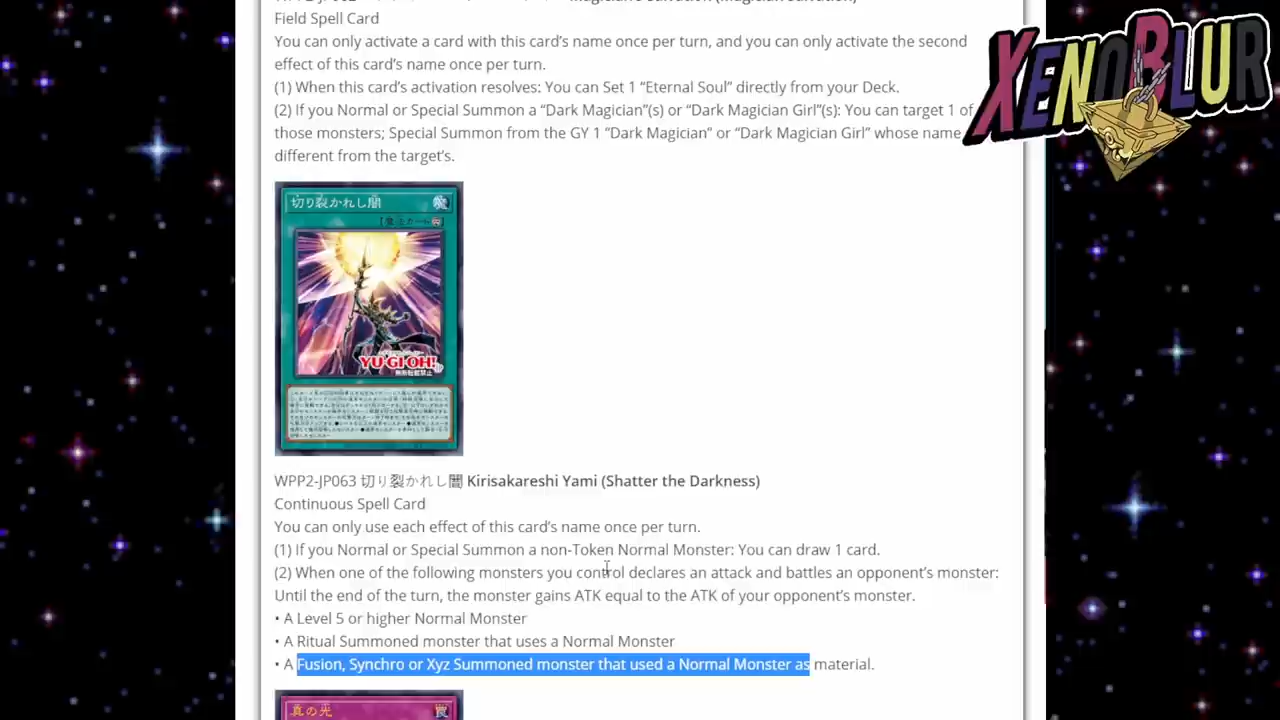 Field Spell Card
You can only activate a card with this card's name once per turn, and you can only activate the second
effect of this card's name once per turn.
(1) When this card's activation resolves: You can Set 1 “Eternal Soul” directly from your Deck.
(2) If you Normal or Special Summon a “Dark Magician”(s) or “Dark Magician Girl”(s): You can target 1 of
those monsters; Special Summon from the GY 1 “Dark Magician” or “Dark Magician Girl” whose name
different from the target's.
XENOBLUR
切り裂かれし闇
YU-GI-OH!
WPP2-JP063 切り裂かれし闇 Kirisakareshi Yami (Shatter the Darkness)
Continuous Spell Card
You can only use each effect of this card's name once per turn.
(1) If you Normal or Special Summon a non-Token Normal Monster: You can draw 1 card.
(2) When one of the following monsters you control declares an attack and battles an opponent's monster:
Until the end of the turn, the monster gains ATK equal to the ATK of your opponent's monster.
• A Level 5 or higher Normal Monster
• A Ritual Summoned monster that uses a Normal Monster
• A Fusion, Synchro or Xyz Summoned monster that used a Normal Monster as material.
真の光